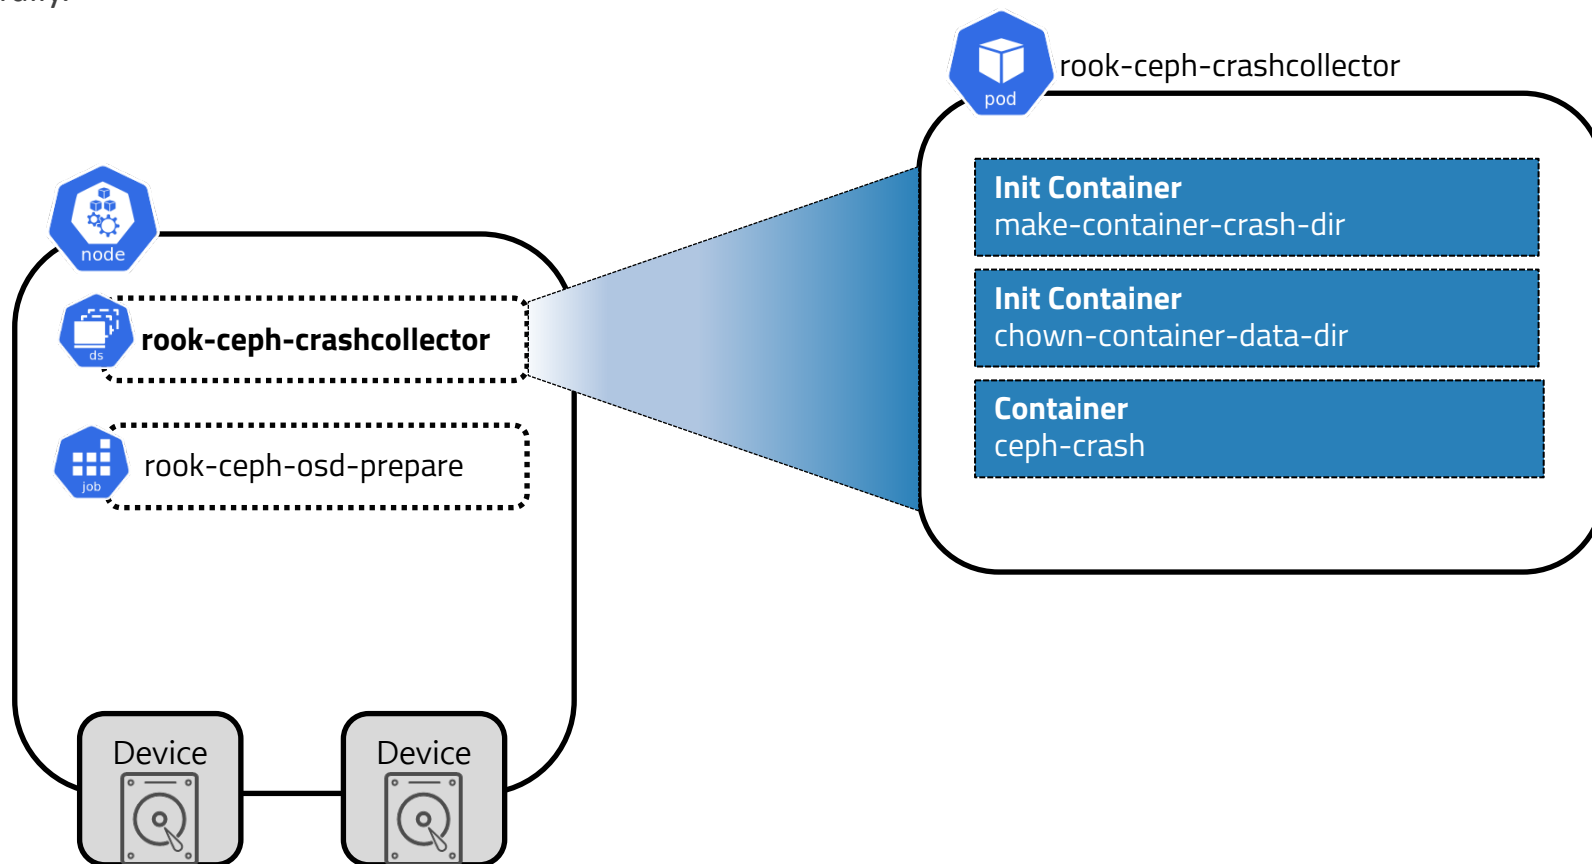 pod
rook-ceph-crashcollector
Init Container
make-container-crash-dir
Init Container
chown-container-data-dir
Container
ceph-crash
node
ds
rook-ceph-crashcollector
job
rook-ceph-osd-prepare
Device
Device